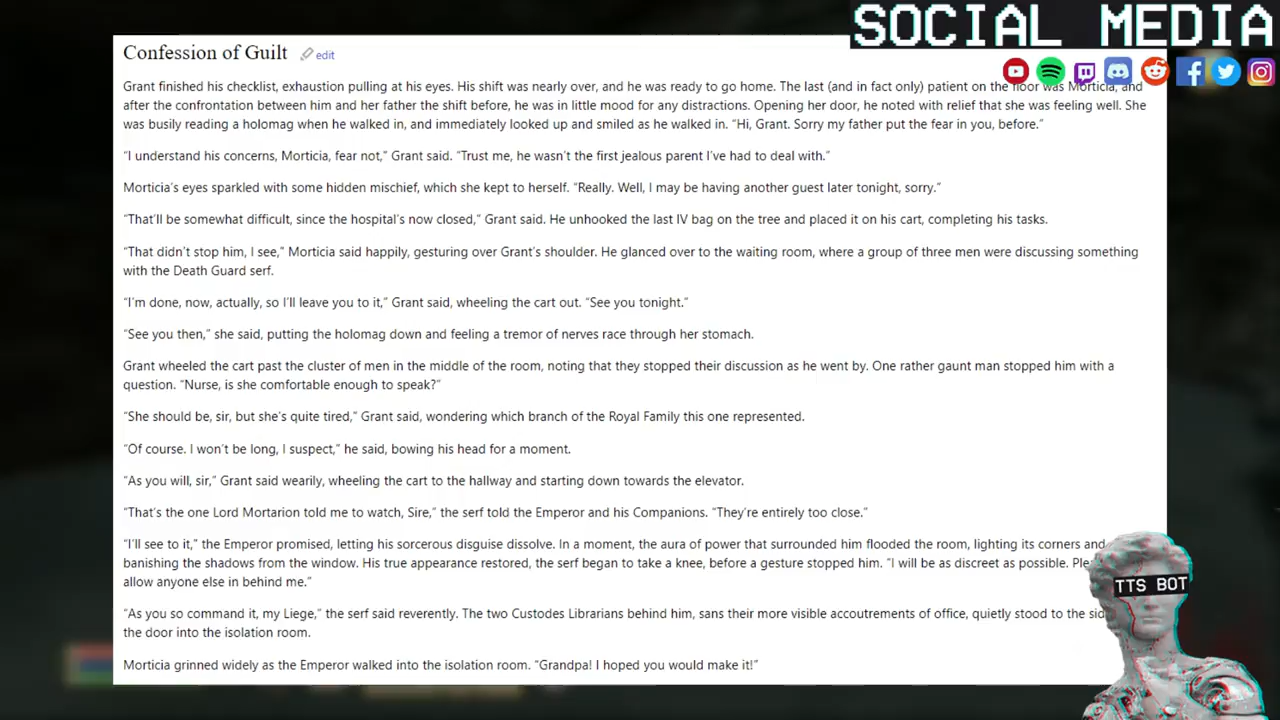 SOCIAL MEDIA
Confession of Guilt edit
Grant finished his checklist, exhaustion pulling at his eyes. His shift was nearly over, and he was ready to go home. The last (and in fact only) patient on the floor was Morticia, and
after the confrontation between him and her father the shift before, he was in little mood for any distractions. Opening her door, he noted with relief that she was feeling well. She
was busily reading a holomag when he walked in, and immediately looked up and smiled as he walked in. “Hi, Grant. Sorry my father put the fear in you, before.”
“I understand his concerns, Morticia, fear not,” Grant said. “Trust me, he wasn’t the first jealous parent I’ve had to deal with.”
Morticia’s eyes sparkled with some hidden mischief, which she kept to herself. “Really. Well, I may be having another guest later tonight, sorry.”
“That’ll be somewhat difficult, since the hospital’s now closed,” Grant said. He unhooked the last IV bag on the tree and placed it on his cart, completing his tasks.
“That didn’t stop him, I see,” Morticia said happily, gesturing over Grant’s shoulder. He glanced over to the waiting room, where a group of three men were discussing something
with the Death Guard serf.
“I’m done, now, actually, so I’ll leave you to it,” Grant said, wheeling the cart out. “See you tonight.”
“See you then,” she said, putting the holomag down and feeling a tremor of nerves race through her stomach.
Grant wheeled the cart past the cluster of men in the middle of the room, noting that they stopped their discussion as he went by. One rather gaunt man stopped him with a
question. “Nurse, is she comfortable enough to speak?”
“She should be, sir, but she’s quite tired,” Grant said, wondering which branch of the Royal Family this one represented.
“Of course. I won’t be long, I suspect,” he said, bowing his head for a moment.
“As you will, sir,” Grant said wearily, wheeling the cart to the hallway and starting down towards the elevator.
“That’s the one Lord Mortarion told me to watch, Sire,” the serf told the Emperor and his Companions. “They’re entirely too close.”
“I’ll see to it,” the Emperor promised, letting his sorcerous disguise dissolve. In a moment, the aura of power that surrounded him flooded the room, lighting its corners and
banishing the shadows from the window. His true appearance restored, the serf began to take a knee, before a gesture stopped him. “I will be as discreet as possible.
allow anyone else in behind me.”
“As you so command it, my Liege,” the serf said reverently. The two Custodes Librarians behind him, sans their more visible accoutrements of office, quietly stood to the
the door into the isolation room.
Morticia grinned widely as the Emperor walked into the isolation room. “Grandpa! I hoped you would make it!”
TTS BOT